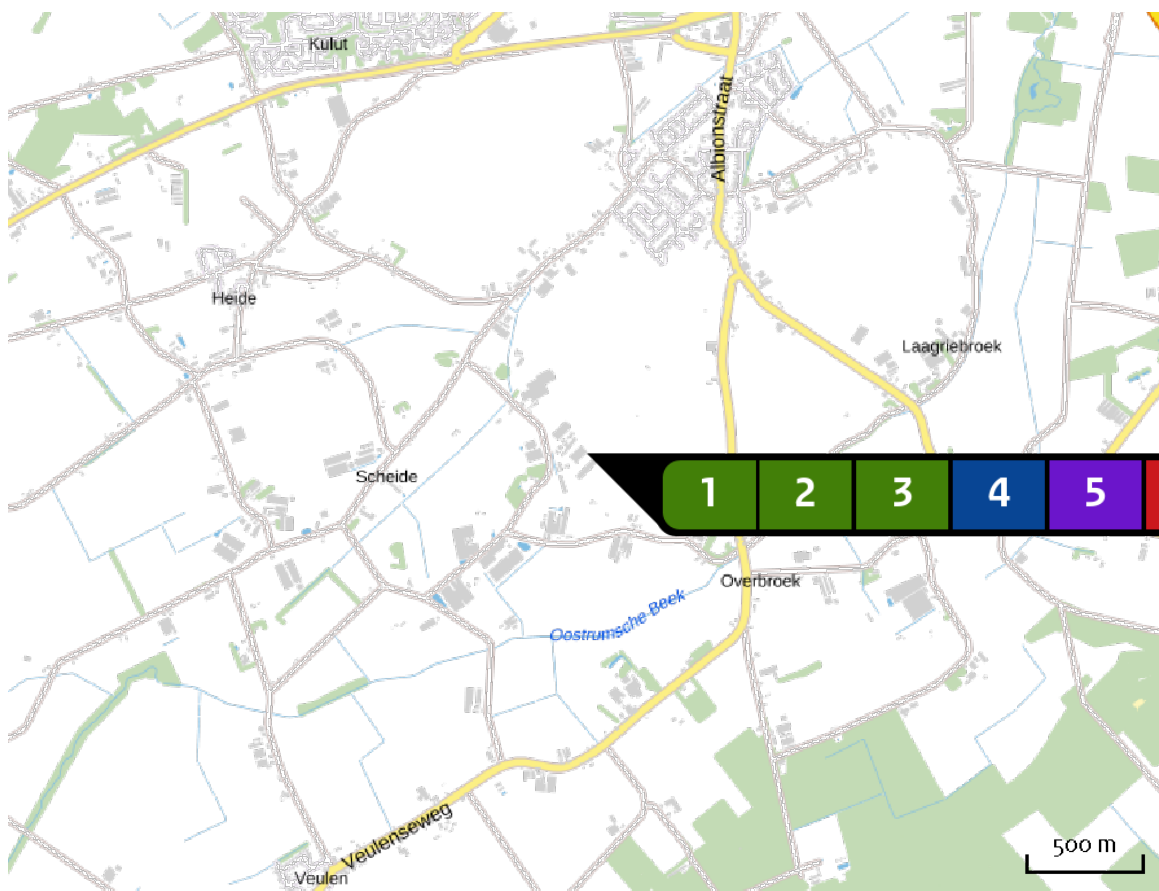 Kulut
Albionstraat
Heide
Laagriebroek
Scheide
1 2 3 4 5
Overbroek
Oostrumsche Beek
Veulenseweg
Veulen
500 m